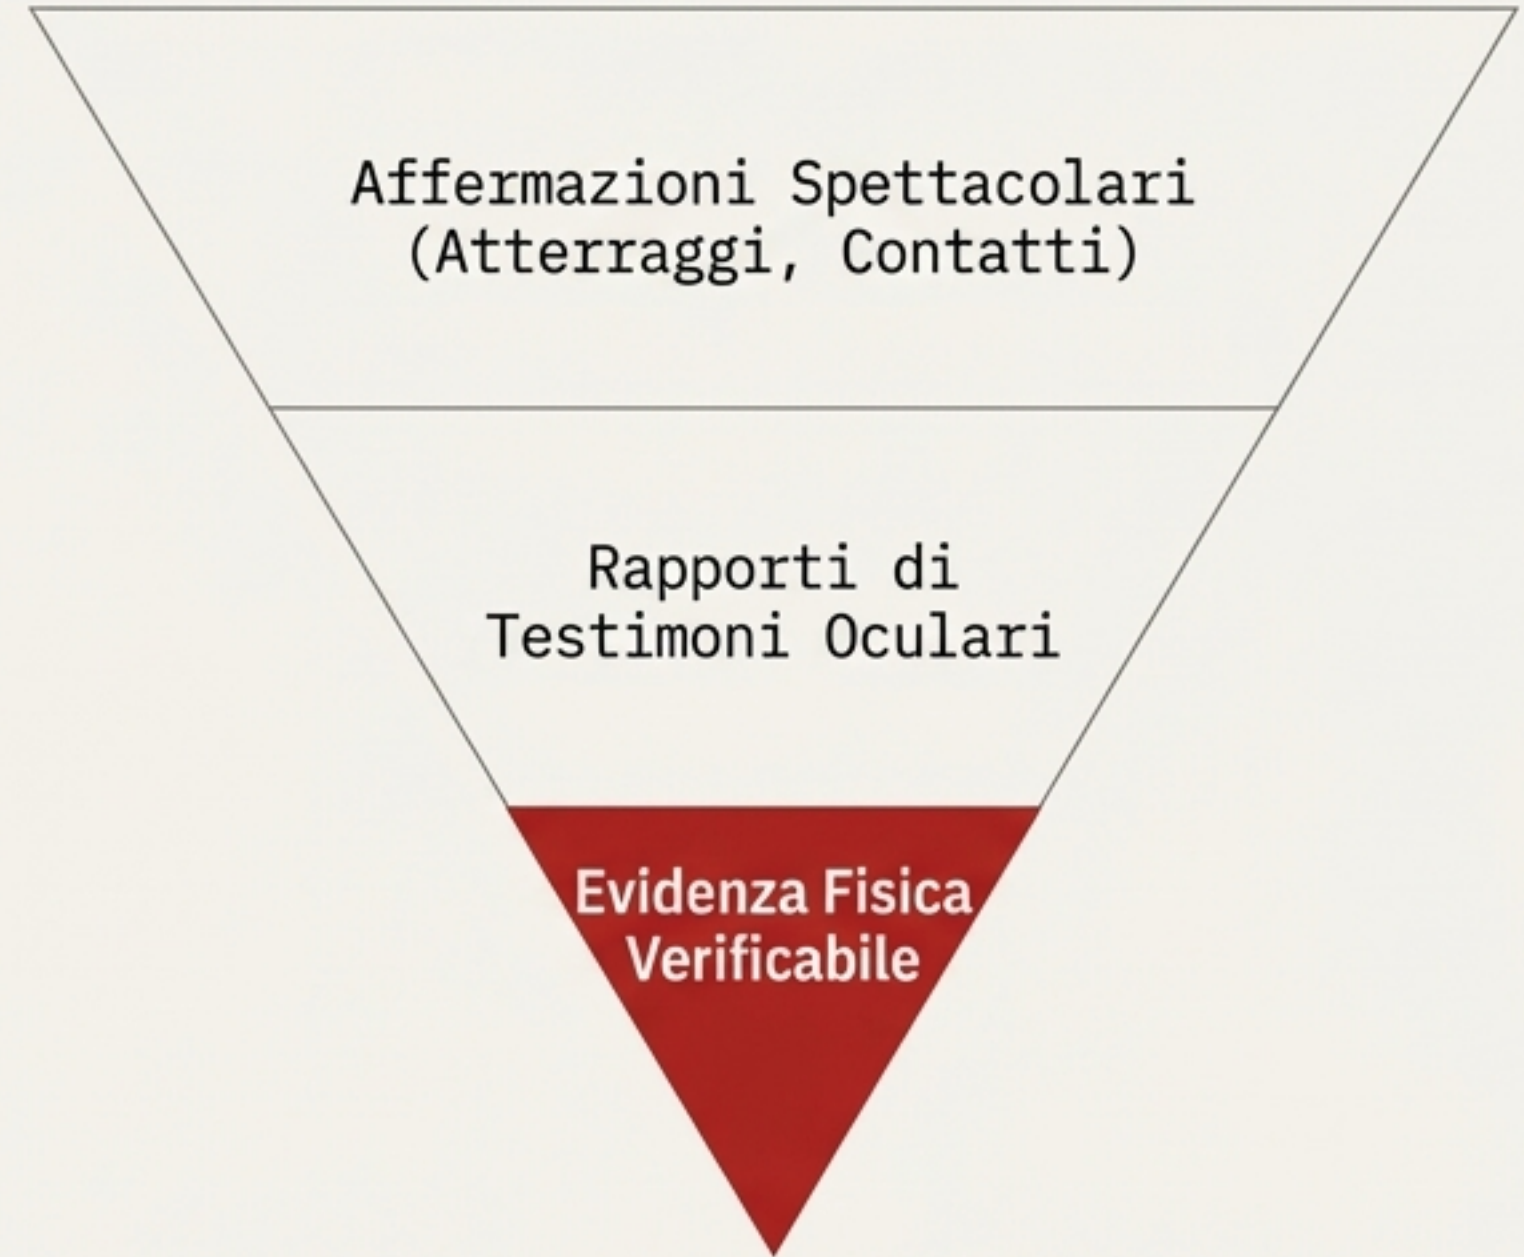 Affermazioni Spettacolari
(Atterraggi, Contatti)
Rapporti di
Testimoni Oculari
Evidenza Fisica
Verificabile